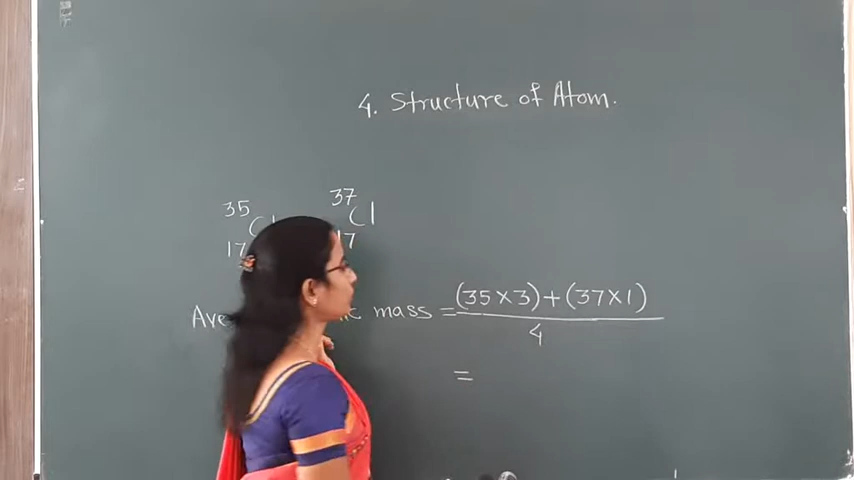 4. Structure of Atom.
35 37
Cl
17 17
mass = (35×3)+(37×1)
4
=